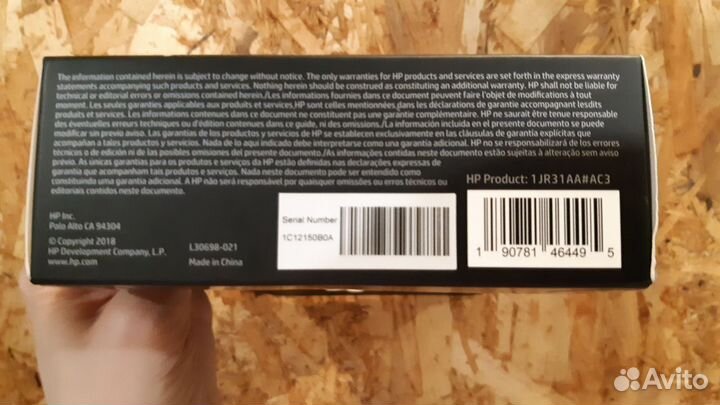 The information contained herein is subject to change without notice. The only warranties for HP products and services are set forth in the express warranty
statements accompanying such products and services. Nothing herein should be construed as constituting an additional warranty. HP shall not be liable for
technical or editorial errors or omissions contained herein./Les informations fournies dans ce document peuvent faire l'objet de modifications à tout
moment. Les seules garanties applicables aux produits et services HP sont celles mentionnées dans les déclarations de garantie accompagnant lesdits
produits et services. Les informations contenues dans ce document ne constituent pas une garantie complémentaire. HP ne saurait être tenue responsable
des éventuelles erreurs techniques ou d'édition contenues dans ce guide, ni des omissions./La información incluida en el presente documento se puede
modificar sin previo aviso. Las garantías de los productos y servicios de HP se establecen exclusivamente en las cláusulas de garantía explícitas que
acompañan a tales productos o servicios. Nada de lo aquí indicado debe interpretarse como una garantía adicional. HP no se responsabilizará de los errores
técnicos o de edición ni de las posibles omisiones del presente documento./As informações contidas neste documento estão sujeitas à alteração sem aviso
prévio. As únicas garantias para os produtos e serviços da HP estão definidas nas declarações expressas de
garantia que acompanham tais produtos e serviços. Nada neste documento pode ser entendido como
constituindo uma garantia adicional. A HP não será responsável por quaisquer omissões ou erros técnicos ou
editoriais contidos neste documento.
HP Product: 1JR31AA#AC3
HP Inc.
Palo Alto CA 94304
© Copyright 2018
HP Development Company, L.P.
www.hp.com
L30698-021
Made in China
Serial Number
1C12150B0A
1 90781 46449 5
Avito